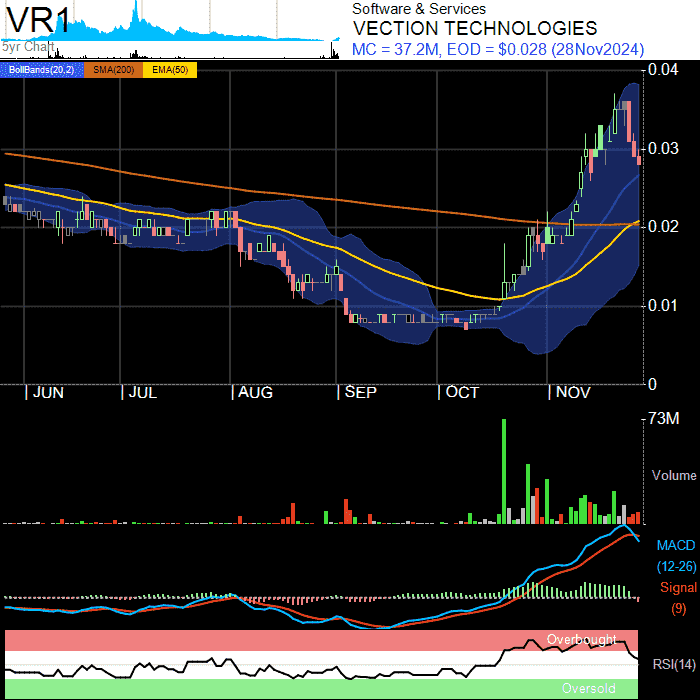 VR1
5yr Chart
Software & Services
VECTION TECHNOLOGIES
MC = 37.2M, EOD = $0.028 (28Nov2024)
BollBands(20,2) SMA(200) EMA(50)
0.04
0.03
0.02
0.01
0
JUN JUL AUG SEP OCT NOV
73M
Volume
MACD
(12-26)
Signal
(9)
Overbought
RSI(14)
Oversold